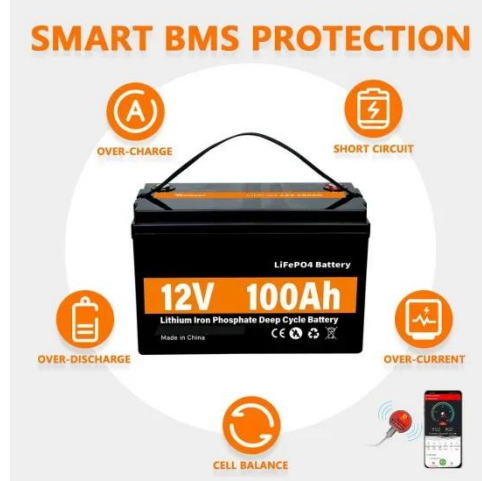 SMART BMS PROTECTION
OVER-CHARGE
SHORT CIRCUIT
LiFePO4 Battery
12V 100Ah
Lithium Iron Phosphate Deep Cycle Battery
Made in China
CE
OVER-DISCHARGE
OVER-CURRENT
CELL BALANCE